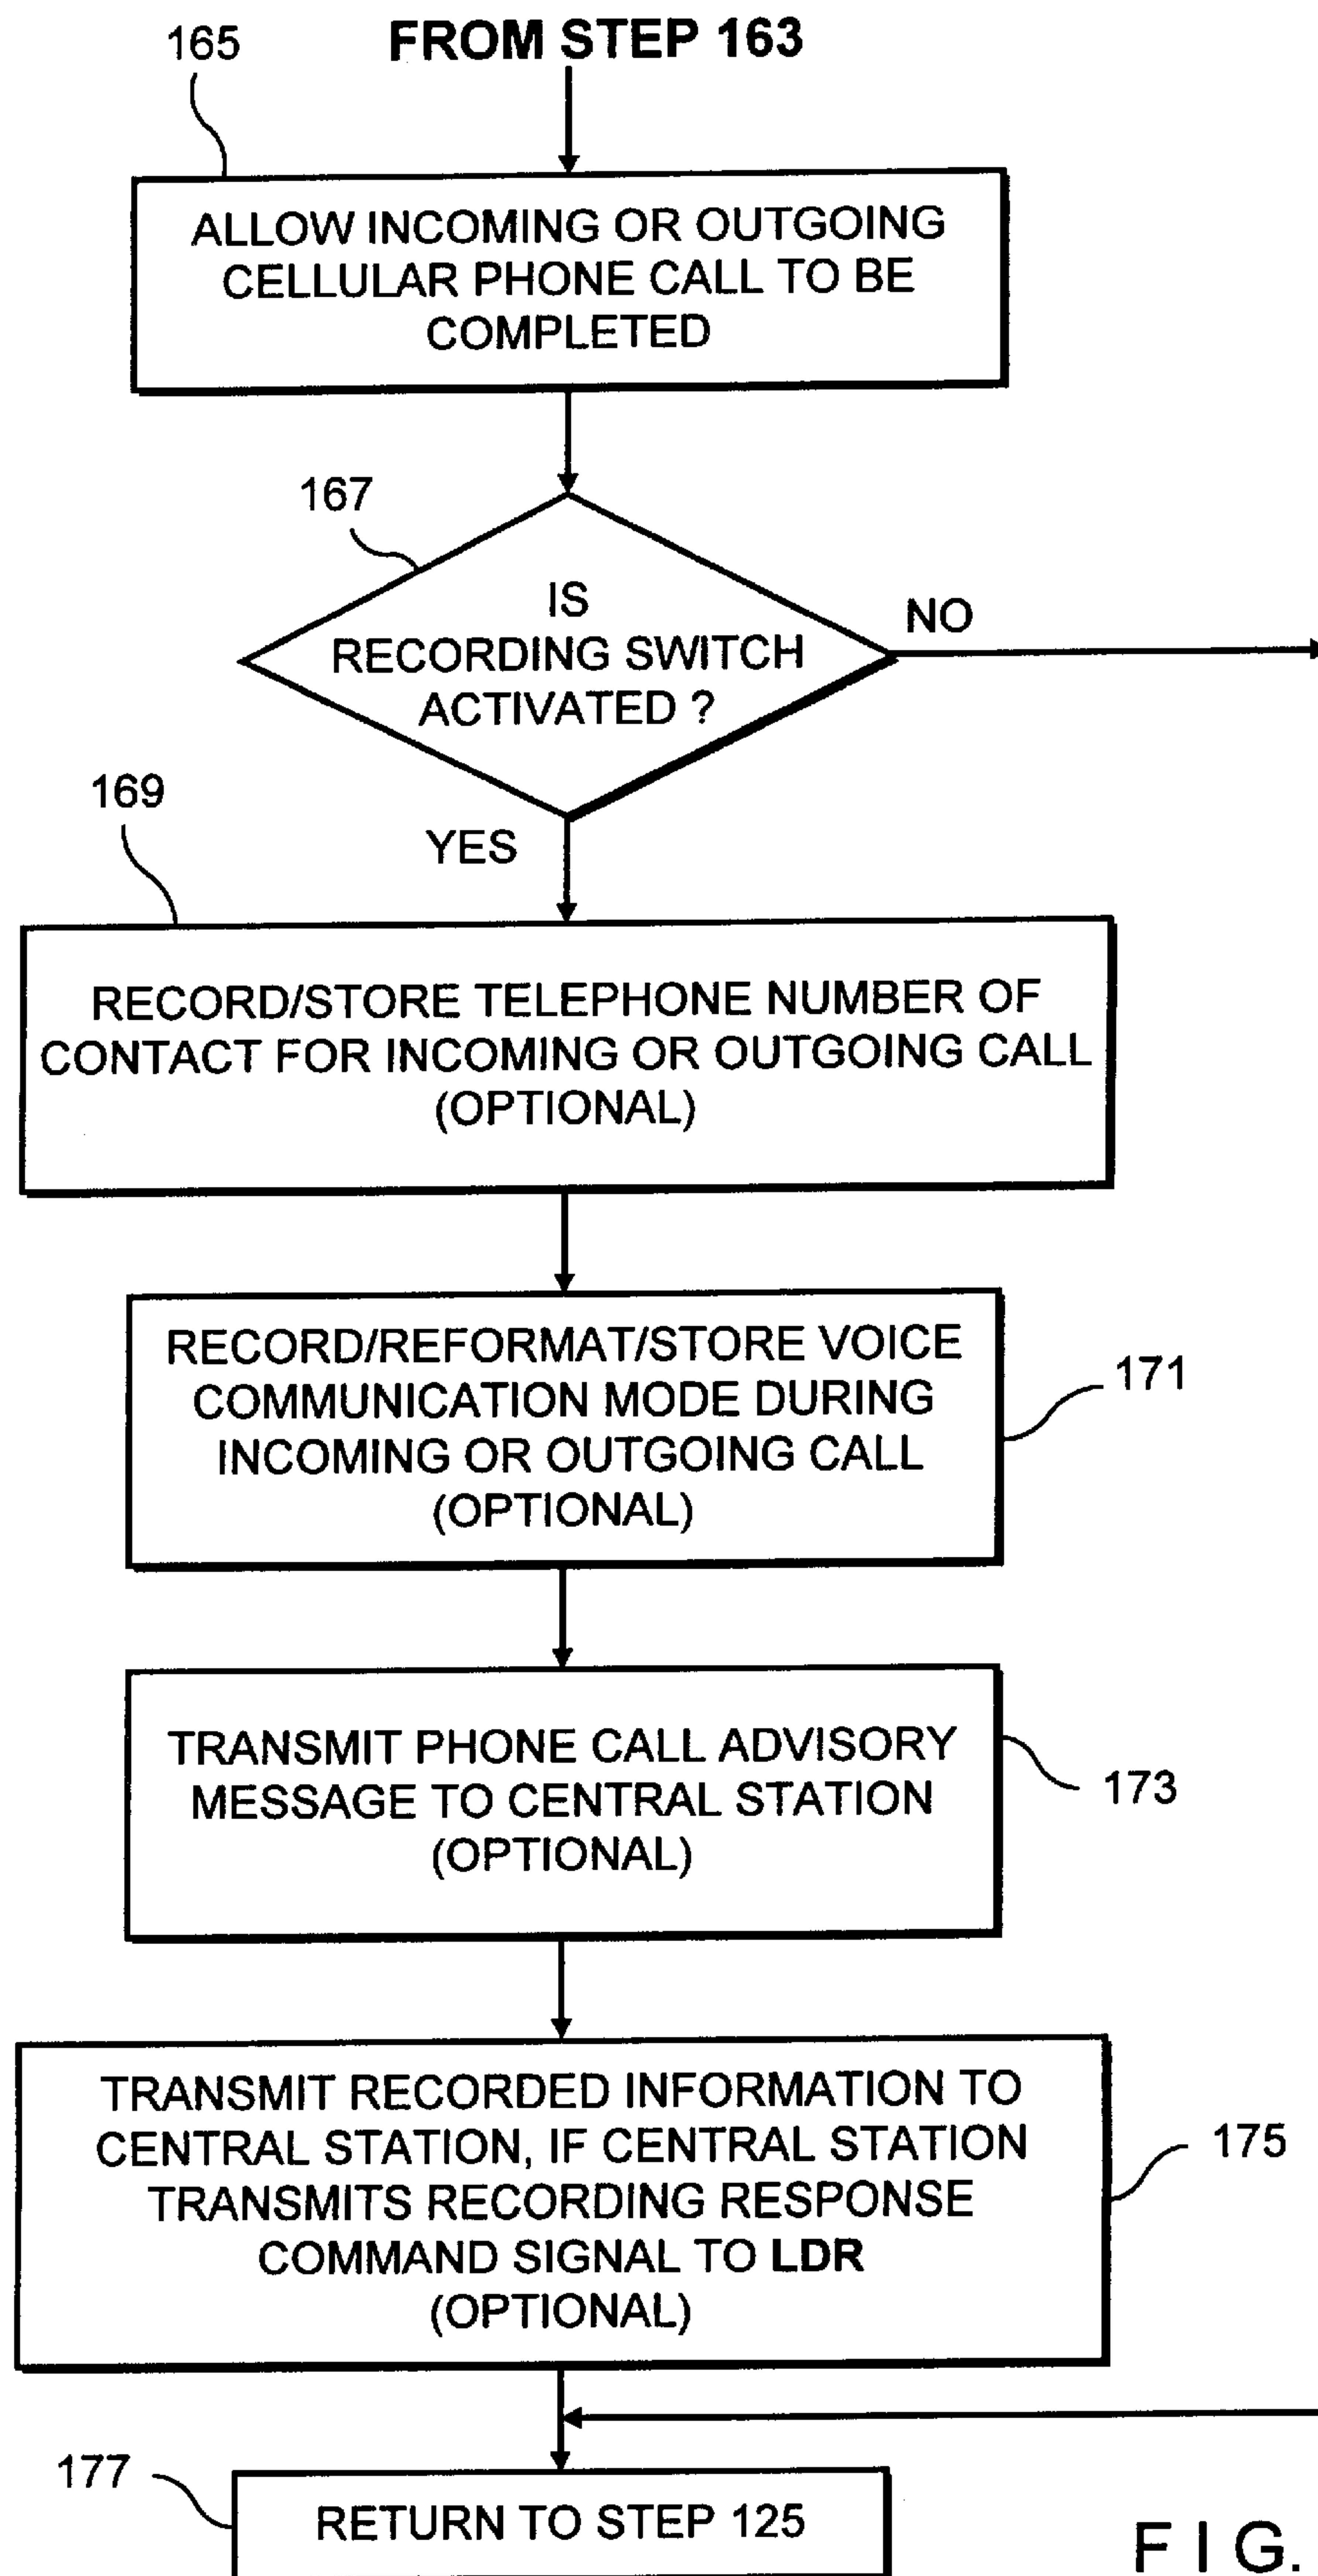 165
FROM STEP 163
ALLOW INCOMING OR OUTGOING
CELLULAR PHONE CALL TO BE
COMPLETED
167
IS
RECORDING SWITCH
ACTIVATED ?
NO
YES
169
RECORD/STORE TELEPHONE NUMBER OF
CONTACT FOR INCOMING OR OUTGOING CALL
(OPTIONAL)
RECORD/REFORMAT/STORE VOICE
COMMUNICATION MODE DURING
INCOMING OR OUTGOING CALL
(OPTIONAL)
171
TRANSMIT PHONE CALL ADVISORY
MESSAGE TO CENTRAL STATION
(OPTIONAL)
173
TRANSMIT RECORDED INFORMATION TO
CENTRAL STATION, IF CENTRAL STATION
TRANSMITS RECORDING RESPONSE
COMMAND SIGNAL TO LDR
(OPTIONAL)
175
177
RETURN TO STEP 125
F I G.